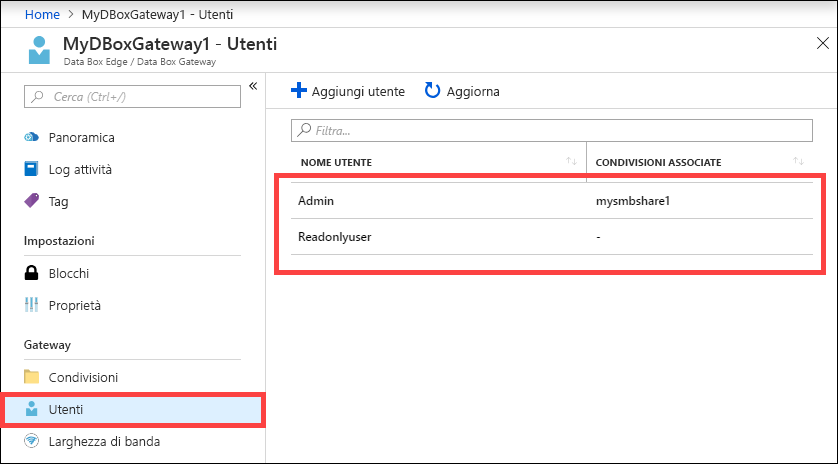 Home > MyDBoxGateway1 - Utenti
MyDBoxGateway1 - Utenti
Data Box Edge / Data Box Gateway
Cerca (Ctrl+/)
Panoramica
Log attività
Tag
Impostazioni
Blocchi
Proprietà
Gateway
Condivisioni
Utenti
Larghezza di banda
Aggiungi utente Aggiorna
Filtra...
NOME UTENTE CONDIVISIONI ASSOCIATE
Admin mysmbshare1
Readonlyuser -